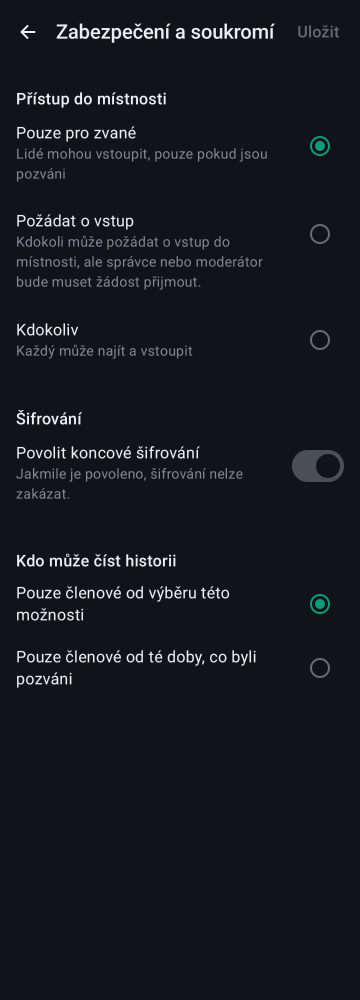 Zabezpečení a soukromí
Uložit
Přístup do místnosti
Pouze pro zvané
Lidé mohou vstoupit, pouze pokud jsou
pozváni
Požádat o vstup
Kdokoli může požádat o vstup do
místnosti, ale správce nebo moderátor
bude muset žádost přijmout.
Kdokoliv
Každý může najít a vstoupit
Šifrování
Povolit koncové šifrování
Jakmile je povoleno, šifrování nelze
zakázat.
Kdo může číst historii
Pouze členové od výběru této
možnosti
Pouze členové od té doby, co byli
pozváni